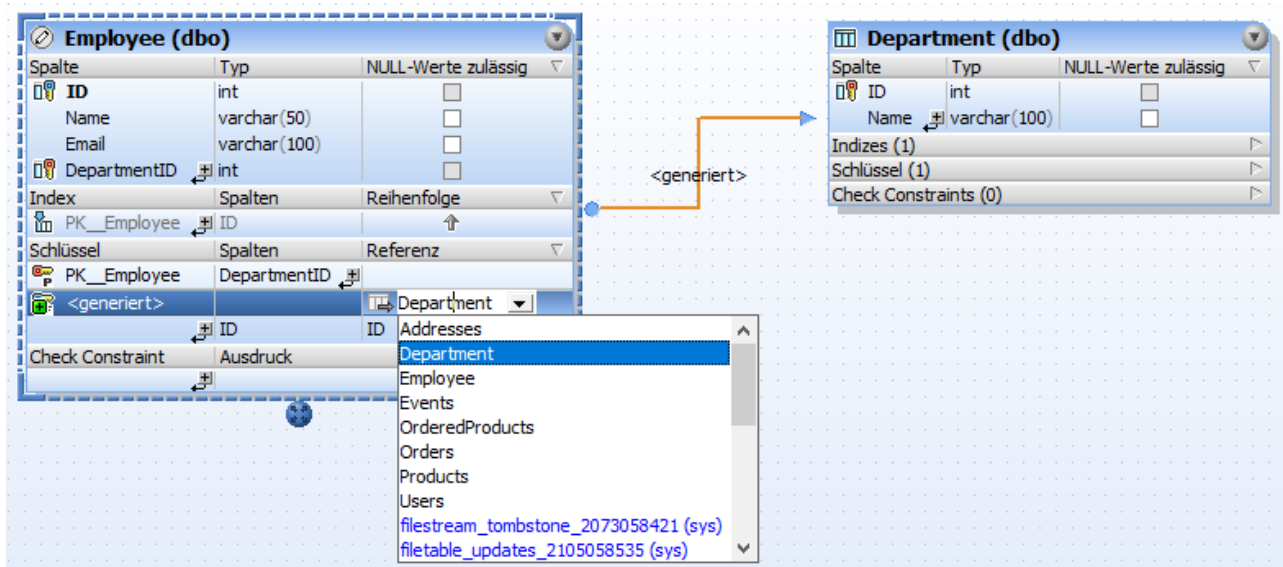 Employee (dbo)
Spalte Typ NULL-Werte zulässig
ID int
Name varchar(50)
Email varchar(100)
DepartmentID int
Index Spalten Reihenfolge
PK__Employee ID
Schlüssel Spalten Referenz
PK__Employee DepartmentID
<generiert> Department
ID ID
Check Constraint Ausdruck
Addresses
Department
Employee
Events
OrderedProducts
Orders
Products
Users
filestream_tombstone_2073058421 (sys)
filetable_updates_2105058535 (sys)
<generiert>
Department (dbo)
Spalte Typ NULL-Werte zulässig
ID int
Name varchar(100)
Indizes (1)
Schlüssel (1)
Check Constraints (0)